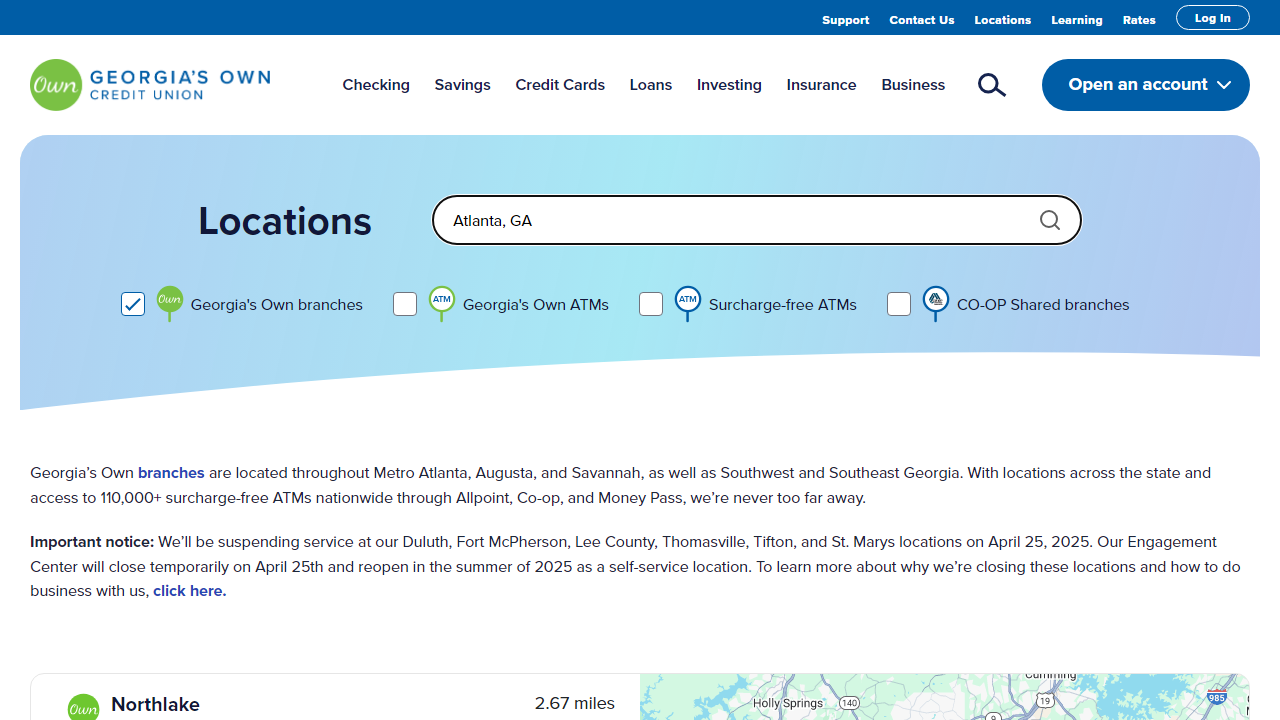 Support Contact Us Locations Learning Rates Log In
Own GEORGIA'S OWN
CREDIT UNION
Checking Savings Credit Cards Loans Investing Insurance Business
Open an account
Locations
Atlanta, GA
Own Georgia's Own branches
ATM Georgia's Own ATMs
ATM Surcharge-free ATMs
CO-OP Shared branches
Georgia’s Own branches are located throughout Metro Atlanta, Augusta, and Savannah, as well as Southwest and Southeast Georgia. With locations across the state and
access to 110,000+ surcharge-free ATMs nationwide through Allpoint, Co-op, and Money Pass, we’re never too far away.
Important notice: We’ll be suspending service at our Duluth, Fort McPherson, Lee County, Thomasville, Tifton, and St. Marys locations on April 25, 2025. Our Engagement
Center will close temporarily on April 25th and reopen in the summer of 2025 as a self-service location. To learn more about why we’re closing these locations and how to do
business with us, click here.
Own Northlake 2.67 miles
Cumming
Holly Springs 140 19 985
9